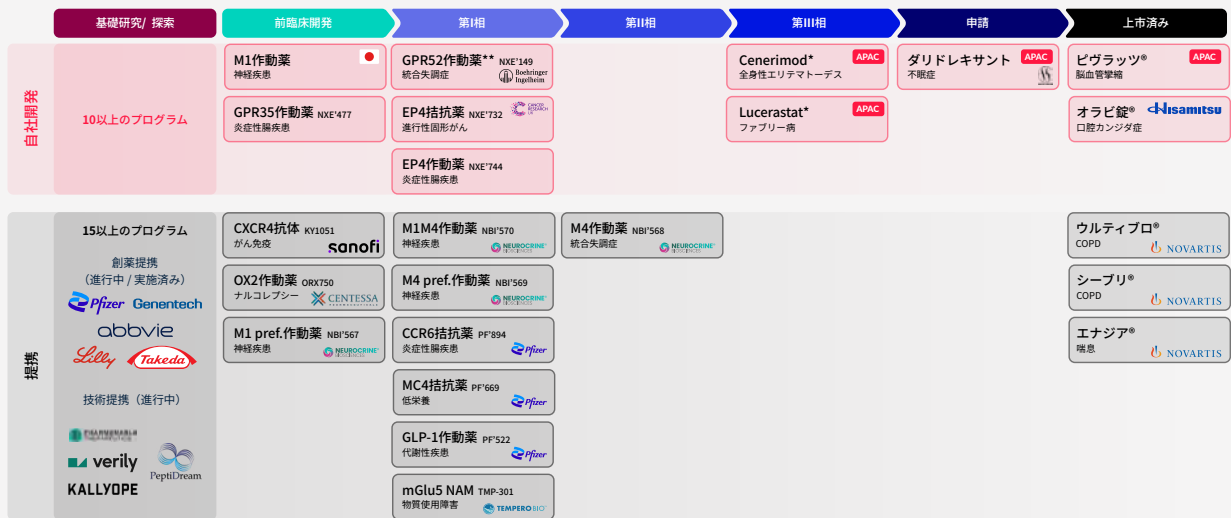 基礎研究/ 探索
前臨床開発
第I相
第II相
第III相
申請
上市済み
自社開発
10以上のプログラム
M1作動薬
神経疾患
GPR35作動薬 NXE'477
炎症性腸疾患
GPR52作動薬** NXE'149
統合失調症
Boehringer
Ingelheim
EP4拮抗薬 NXE'732
進行性固形がん
CANCER
RESEARCH
UK
EP4作動薬 NXE'744
炎症性腸疾患
Cenerimod* APAC
全身性エリテマトーデス
Lucerastat* APAC
ファブリー病
ダリドレキサント APAC
不眠症
ピヴラッツ® APAC
脳血管攣縮
オラビ錠® Hisamitsu
口腔カンジダ症
提携
15以上のプログラム
創薬提携
（進行中 / 実施済み）
Pfizer Genentech
abbvie
Lilly Takeda
技術提携（進行中）
verily
PeptiDream
KALLYOPE
CXCR4抗体 KY1051
がん免疫
sanofi
OX2作動薬 ORX750
ナルコレプシー
CENTESSA
M1 pref.作動薬 NBI'567
神経疾患
NEUROCRINE
BIOSCIENCES
M1M4作動薬 NBI'570
神経疾患
NEUROCRINE
BIOSCIENCES
M4 pref.作動薬 NBI'569
神経疾患
NEUROCRINE
BIOSCIENCES
CCR6拮抗薬 PF'894
炎症性腸疾患
Pfizer
MC4拮抗薬 PF'669
低栄養
Pfizer
GLP-1作動薬 PF'522
代謝性疾患
Pfizer
mGlu5 NAM TMP-301
物質使用障害
TEMPERO BIO
M4作動薬 NBI'568
統合失調症
NEUROCRINE
BIOSCIENCES
ウルティブロ®
COPD
NOVARTIS
シーブリ®
COPD
NOVARTIS
エナジア®
喘息
NOVARTIS